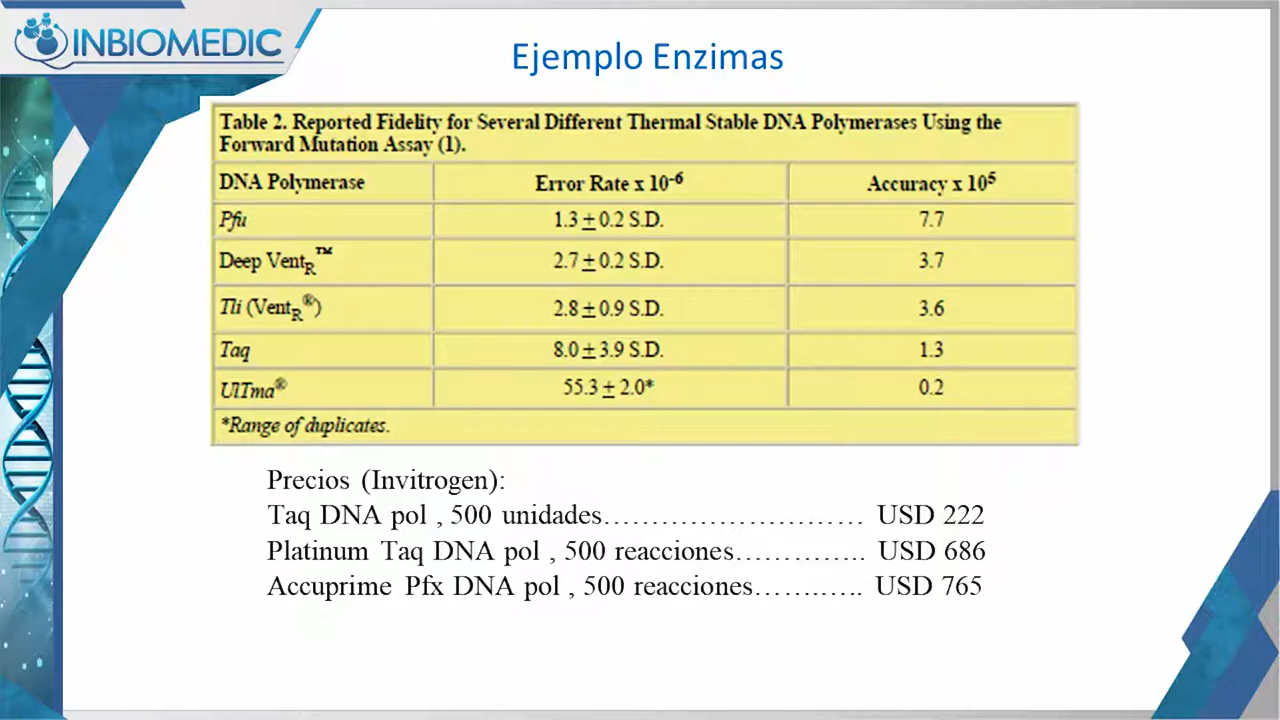 INBIOMEDIC
Ejemplo Enzimas
Table 2. Reported Fidelity for Several Different Thermal Stable DNA Polymerases Using the
Forward Mutation Assay (1).
DNA Polymerase Error Rate x 10⁻⁶ Accuracy x 10⁵
Pfu 1.3 ± 0.2 S.D. 7.7
Deep Vent_R™ 2.7 ± 0.2 S.D. 3.7
Tli (Vent_R®) 2.8 ± 0.9 S.D. 3.6
Taq 8.0 ± 3.9 S.D. 1.3
UlTma® 55.3 ± 2.0* 0.2
*Range of duplicates.
Precios (Invitrogen):
Taq DNA pol , 500 unidades……………………… USD 222
Platinum Taq DNA pol , 500 reacciones………….. USD 686
Accuprime Pfx DNA pol , 500 reacciones……..…. USD 765